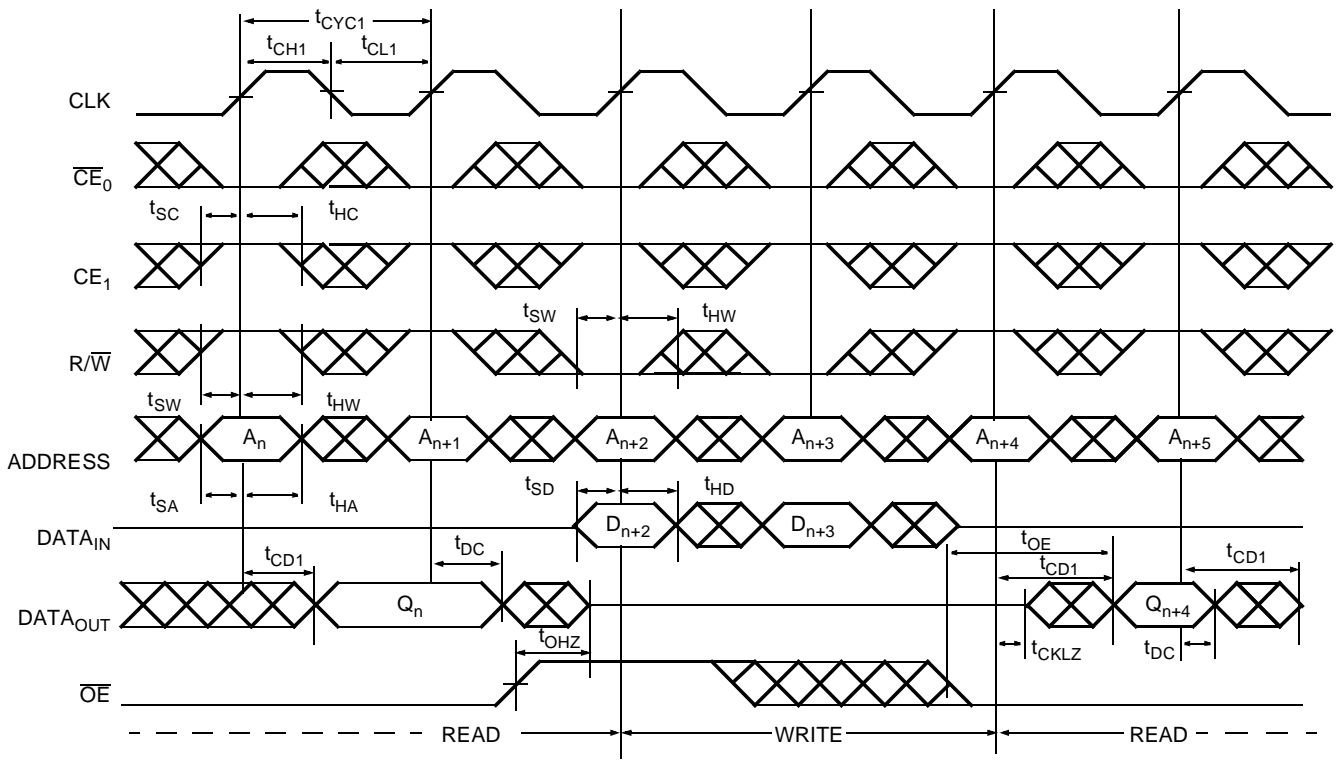 tCYC1
tCH1 tCL1
CLK
CE0
tSC tHC
CE1
tSW tHW
R/W
tSW tHW
An An+1 An+2 An+3 An+4 An+5
ADDRESS
tSA tHA tSD tHD
Dn+2 Dn+3
DATAIN
tOE
tCD1 tDC tCD1 tCD1
Qn Qn+4
DATAOUT
tOHZ tCKLZ tDC
OE
READ WRITE READ